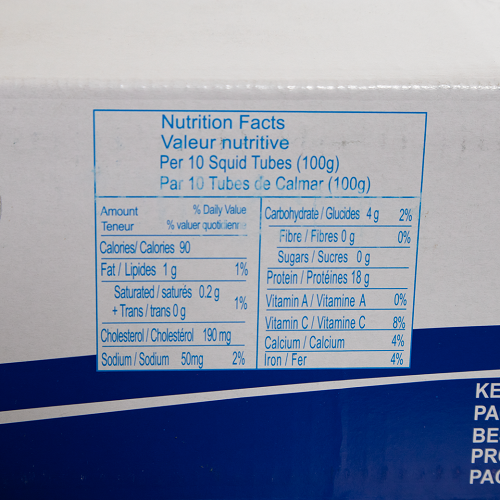 Nutrition Facts
Valeur nutritive
Per 10 Squid Tubes (100g)
Par 10 Tubes de Calmar (100g)
Amount % Daily Value
Teneur % valuer quotidienne
Calories/ Calories 90
Fat / Lipides 1 g 1%
Saturated / saturés 0.2 g
+ Trans / trans 0 g 1%
Cholesterol / Cholestérol 190 mg
Sodium / Sodium 50mg 2%
Carbohydrate / Glucides 4 g 2%
Fibre / Fibres 0 g 0%
Sugars / Sucres 0 g
Protein / Protéines 18 g
Vitamin A / Vitamine A 0%
Vitamin C / Vitamine C 8%
Calcium / Calcium 4%
Iron / Fer 4%
KE
PA
BE
PRO
PAC